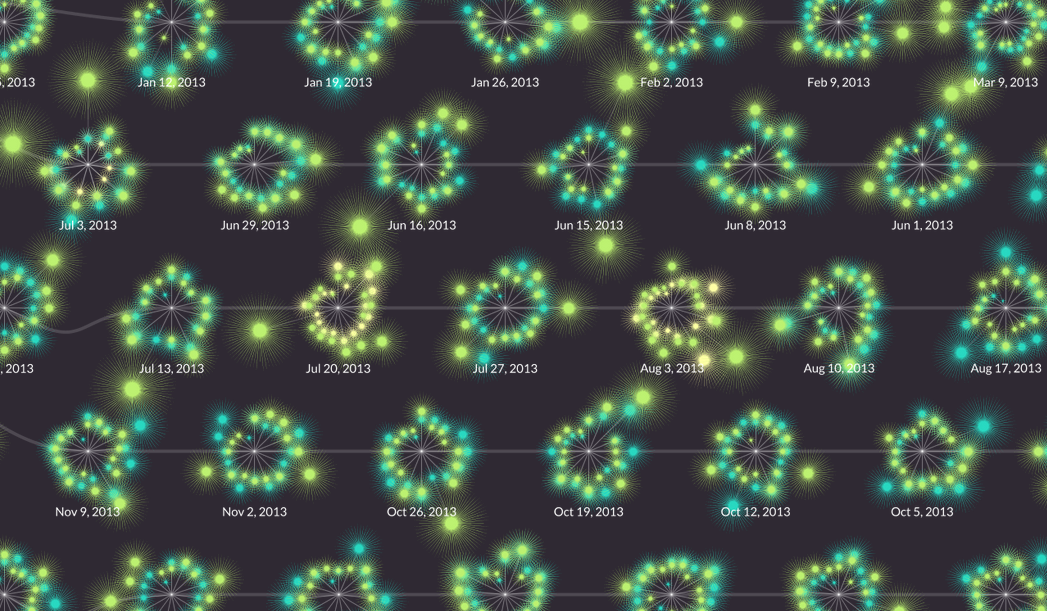 5, 2013
Jan 12, 2013
Jan 19, 2013
Jan 26, 2013
Feb 2, 2013
Feb 9, 2013
Mar 9, 2013
Jul 3, 2013
Jun 29, 2013
Jun 16, 2013
Jun 15, 2013
Jun 8, 2013
Jun 1, 2013
, 2013
Jul 13, 2013
Jul 20, 2013
Jul 27, 2013
Aug 3, 2013
Aug 10, 2013
Aug 17, 2013
Nov 9, 2013
Nov 2, 2013
Oct 26, 2013
Oct 19, 2013
Oct 12, 2013
Oct 5, 2013